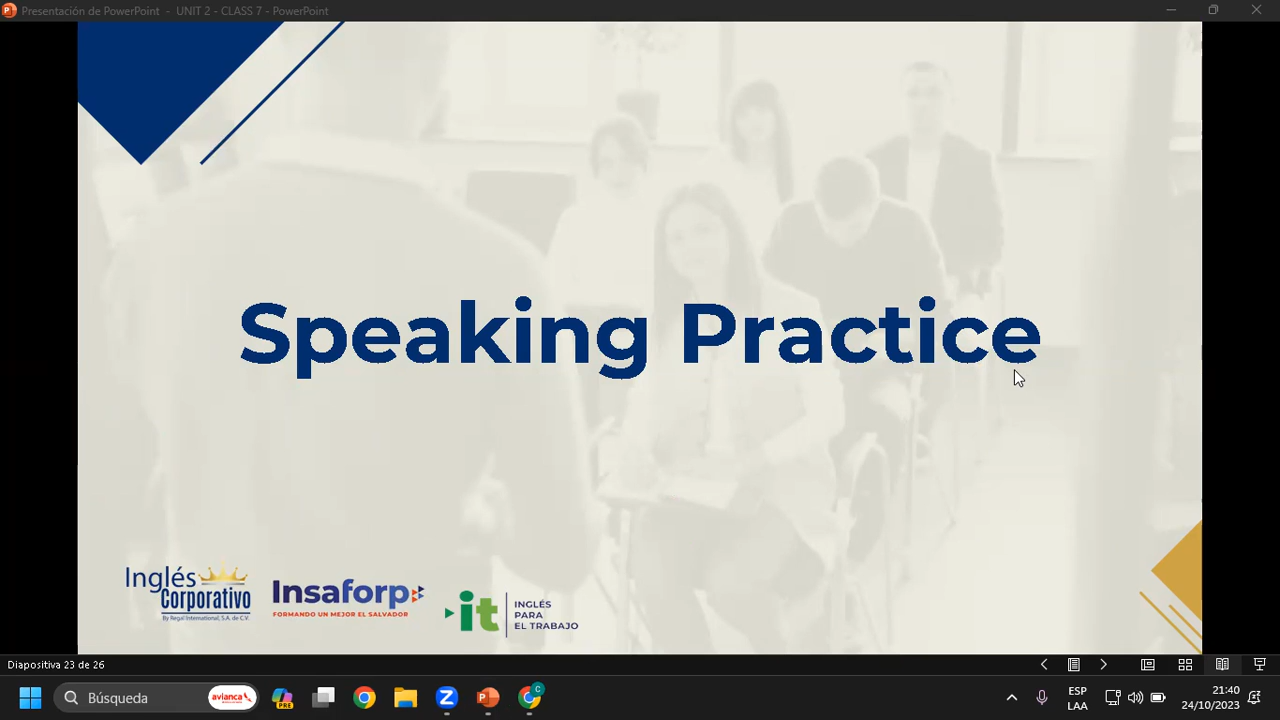 Presentación de PowerPoint - UNIT 2 - CLASS 7 - PowerPoint
Speaking Practice
Inglés
Corporativo
By Regal International, S.A. de C.V.
Insaforp
FORMANDO UN MEJOR EL SALVADOR
it
INGLÉS
PARA
EL TRABAJO
Diapositiva 23 de 26
Búsqueda
avianca
PRE
Z
P
C
ESP
LAA
21:40
24/10/2023